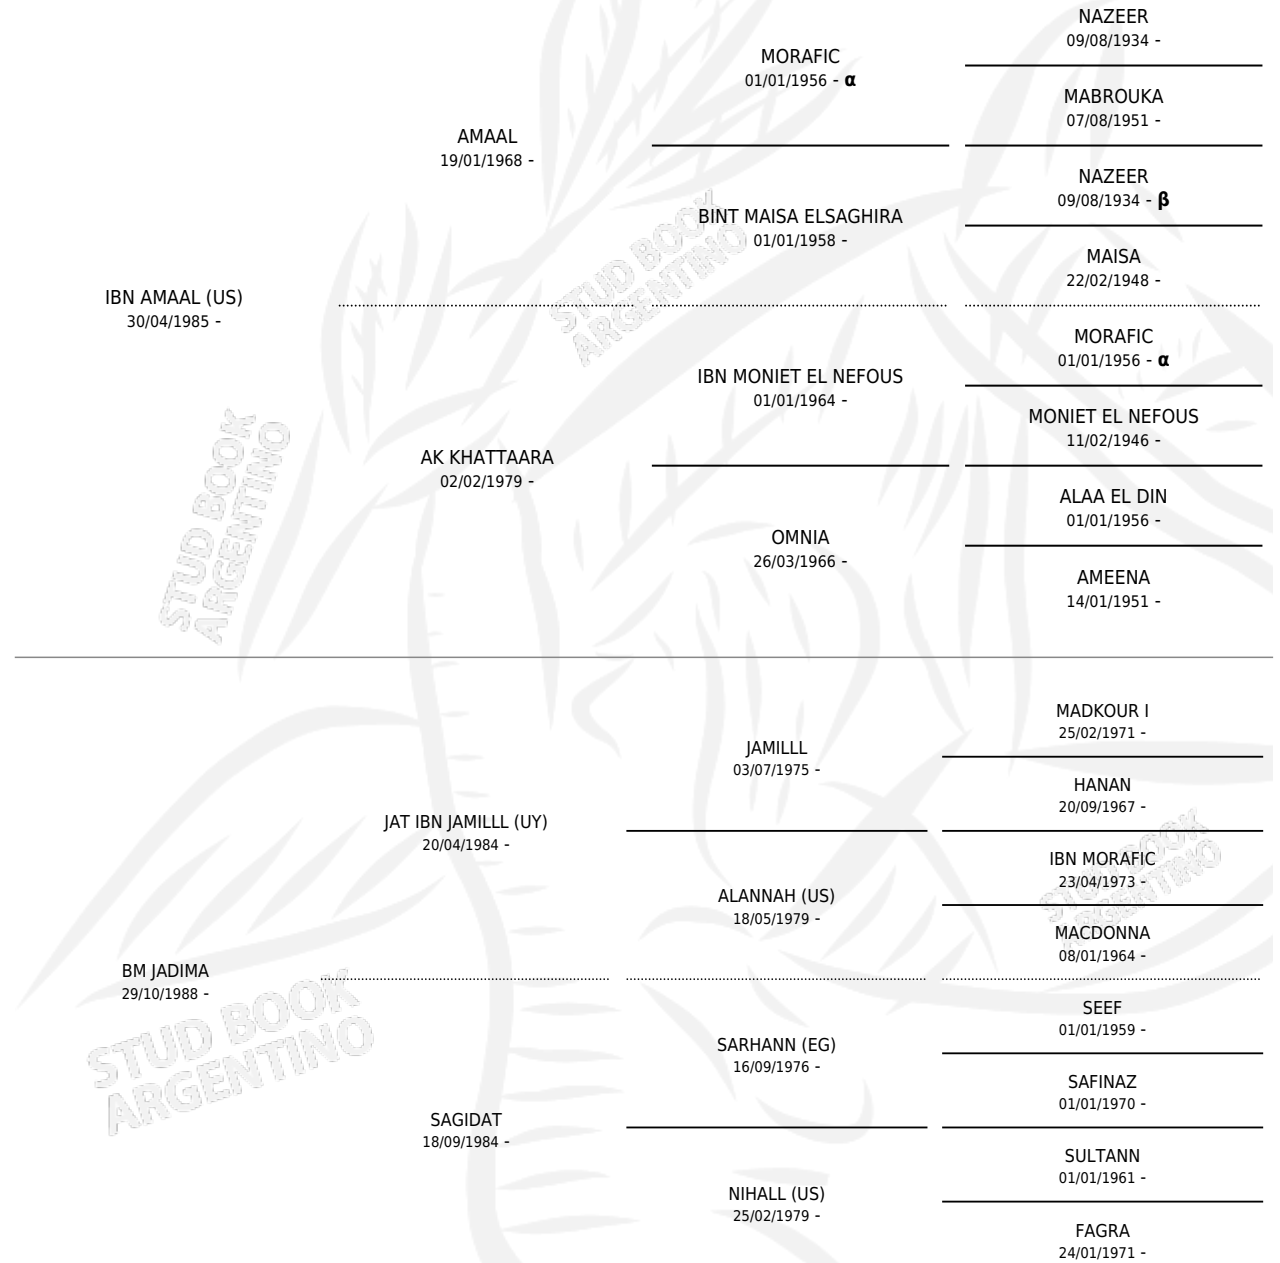 NAZEER
09/08/1934 -
MORAFIC
01/01/1956 - α
MABROUKA
07/08/1951 -
AMAAL
19/01/1968 -
NAZEER
09/08/1934 - β
BINT MAISA ELSAGHIRA
01/01/1958 -
MAISA
22/02/1948 -
IBN AMAAL (US)
30/04/1985 -
MORAFIC
01/01/1956 - α
IBN MONIET EL NEFOUS
01/01/1964 -
MONIET EL NEFOUS
11/02/1946 -
AK KHATTAARA
02/02/1979 -
ALAA EL DIN
01/01/1956 -
OMNIA
26/03/1966 -
AMEENA
14/01/1951 -
MADKOUR I
25/02/1971 -
JAMILLL
03/07/1975 -
HANAN
20/09/1967 -
JAT IBN JAMILLL (UY)
20/04/1984 -
IBN MORAFIC
23/04/1973 -
ALANNAH (US)
18/05/1979 -
MACDONNA
08/01/1964 -
BM JADIMA
29/10/1988 -
SEEF
01/01/1959 -
SARHANN (EG)
16/09/1976 -
SAFINAZ
01/01/1970 -
SAGIDAT
18/09/1984 -
SULTANN
01/01/1961 -
NIHALL (US)
25/02/1979 -
FAGRA
24/01/1971 -
STUD BOOK
ARGENTINO
STUD BOOK
ARGENTINO
STUD BOOK
ARGENTINO
STUD BOOK
ARGENTINO